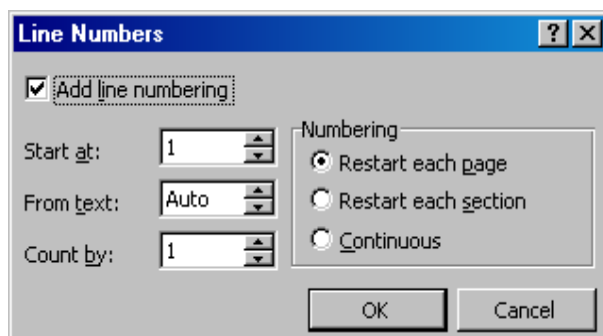 Line Numbers
Add line numbering
Start at: 1
From text: Auto
Count by: 1
Numbering
Restart each page
Restart each section
Continuous
OK Cancel